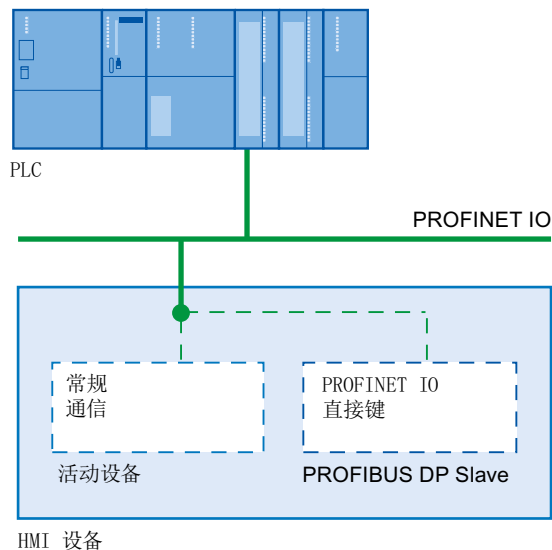 PLC
PROFINET IO
常规
通信
PROFINET IO
直接键
活动设备
PROFIBUS DP Slave
HMI 设备